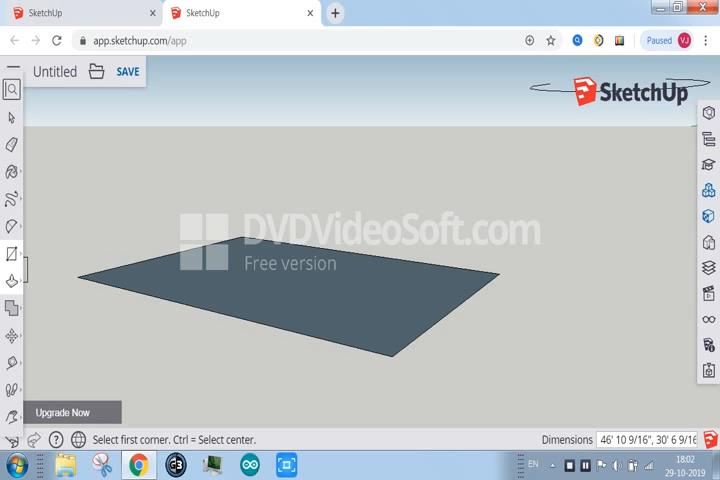 SketchUp
SketchUp
app.sketchup.com/app
Paused
VJ
Untitled
SAVE
SketchUp
DVDVideoSoft.com
Free version
Upgrade Now
Select first corner. Ctrl = Select center.
Dimensions
46' 10 9/16", 30' 6 9/16
EN
18:02
29-10-2019